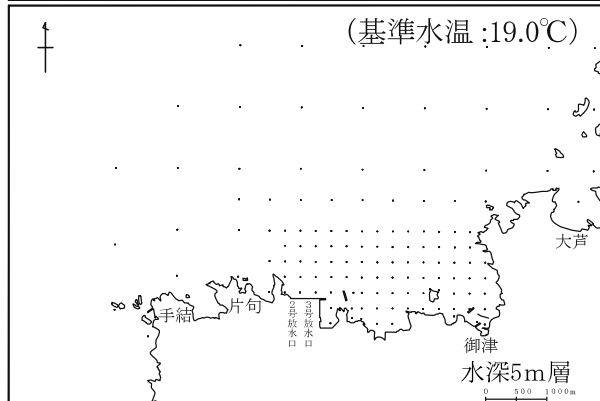 (基準水温:19.0℃)
大芦
手結
片句
2号放水口
3号放水口
御津
水深5m層
0 500 1000m